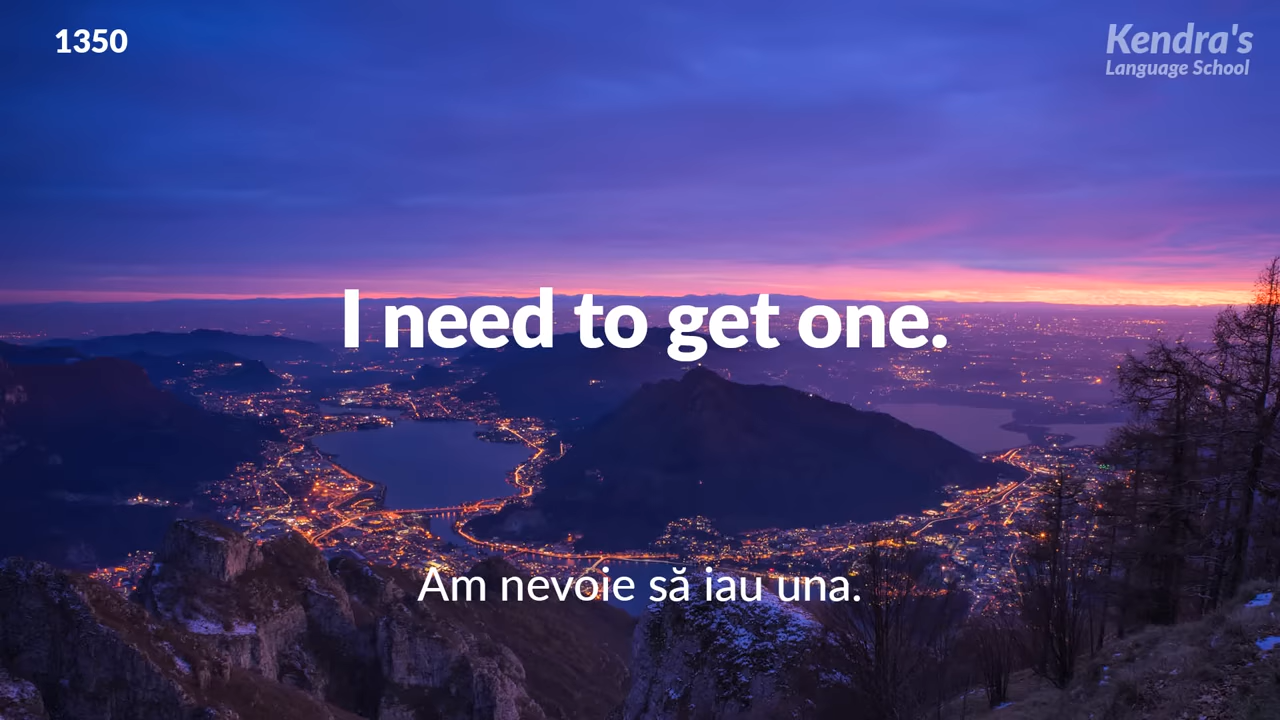 1350
Kendra's
Language School
I need to get one.
Am nevoie să iau una.